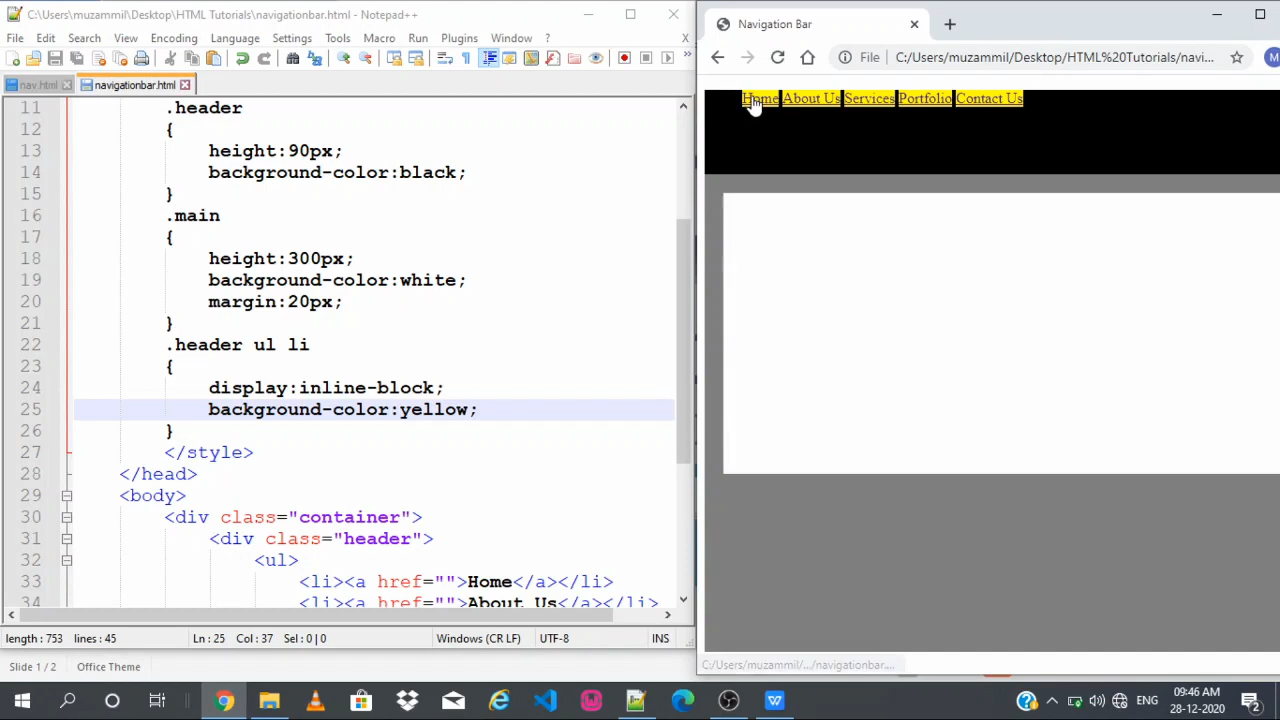 C:\Users\muzammil\Desktop\HTML Tutorials\navigationbar.html - Notepad++
File Edit Search View Encoding Language Settings Tools Macro Run Plugins Window ? X
nav.html navigationbar.html
11 .header
12 {
13 height:90px;
14 background-color:black;
15 }
16 .main
17 {
18 height:300px;
19 background-color:white;
20 margin:20px;
21 }
22 .header ul li
23 {
24 display:inline-block;
25 background-color:yellow;
26 }
27 </style>
28 </head>
29 <body>
30 <div class="container">
31 <div class="header">
32 <ul>
33 <li><a href="">Home</a></li>
34 <li><a href="">About Us</a></li>
length : 753 lines : 45 Ln : 25 Col : 37 Sel : 0 | 0 Windows (CR LF) UTF-8 INS
Slide 1 / 2 Office Theme
Navigation Bar
File C:/Users/muzammil/Desktop/HTML%20Tutorials/navi...
Home About Us Services Portfolio Contact Us
C:/Users/muzammil/.../navigationbar....
ENG
09:46 AM
28-12-2020
2